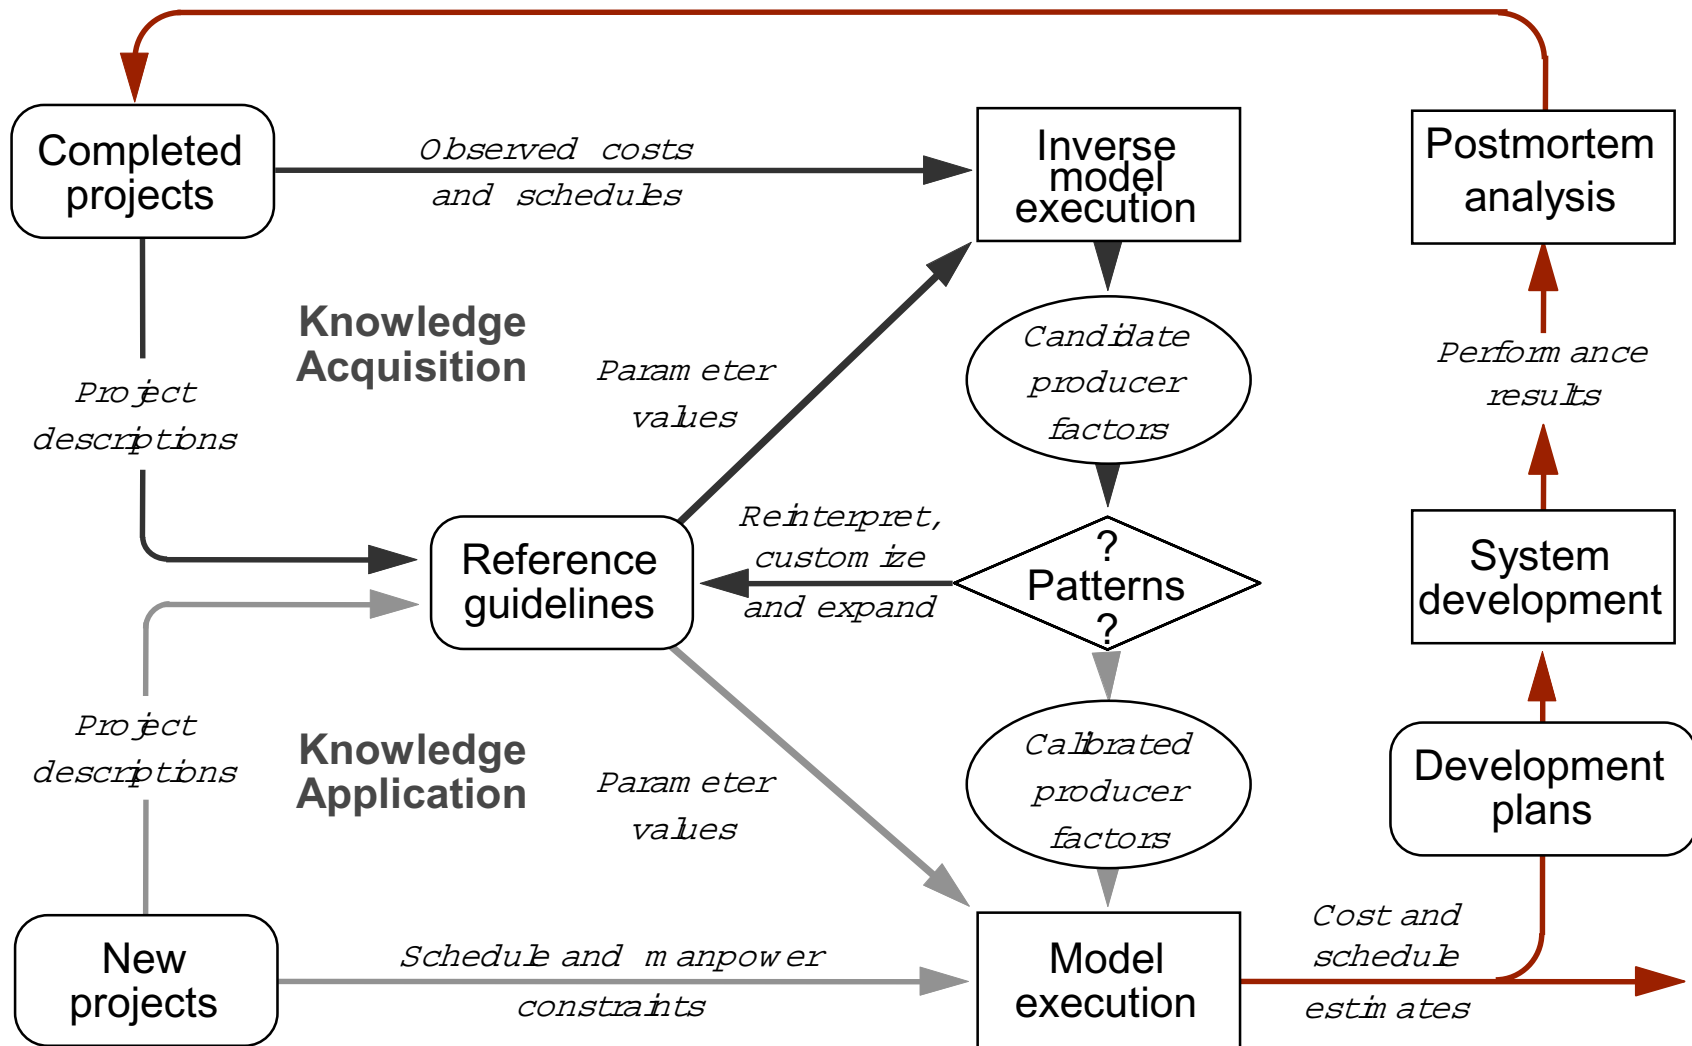 Completed
projects
Observed costs
and schedules
Inverse
model
execution
Postmortem
analysis
Knowledge
Acquisition
Project
descriptions
Parameter
values
Candidate
producer
factors
Performance
results
Reference
guidelines
Reinterpret,
customize
and expand
?
Patterns
?
System
development
Project
descriptions
Knowledge
Application
Parameter
values
Calibrated
producer
factors
Development
plans
New
projects
Schedule and manpower
constraints
Model
execution
Cost and
schedule
estimates